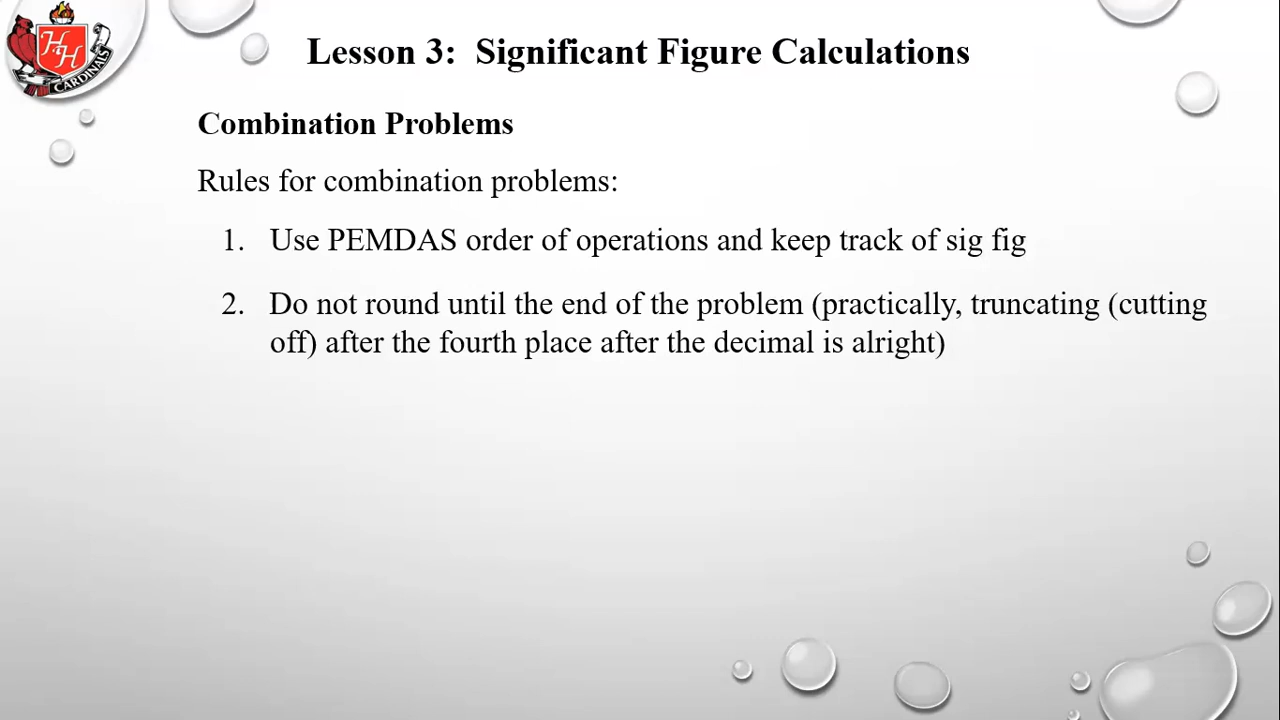 H
H
CARDINALS
Lesson 3: Significant Figure Calculations
Combination Problems
Rules for combination problems:
1. Use PEMDAS order of operations and keep track of sig fig
2. Do not round until the end of the problem (practically, truncating (cutting
off) after the fourth place after the decimal is alright)